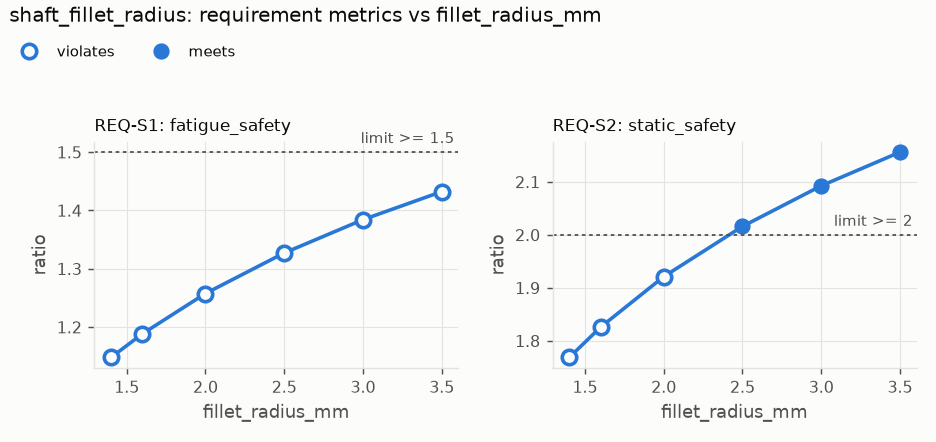 shaft_fillet_radius: requirement metrics vs fillet_radius_mm
violates meets
REQ-S1: fatigue_safety
limit >= 1.5
1.5
1.4
1.3
1.2
ratio
1.5 2.0 2.5 3.0 3.5
fillet_radius_mm
REQ-S2: static_safety
limit >= 2
2.1
2.0
1.9
1.8
ratio
1.5 2.0 2.5 3.0 3.5
fillet_radius_mm